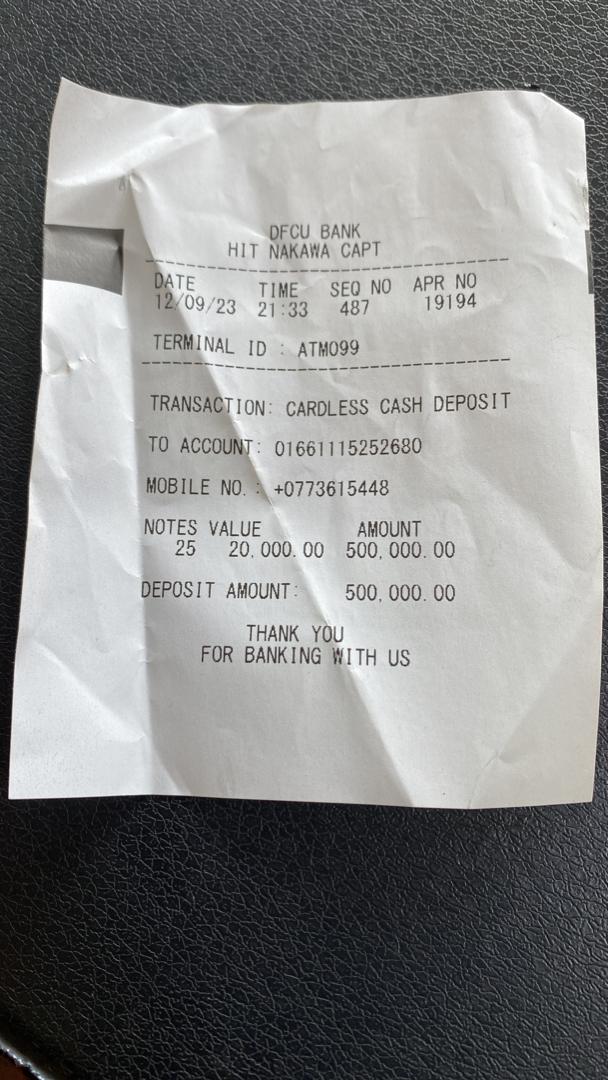 DFCU BANK
HIT NAKAWA CAPT
DATE TIME SEQ NO APR NO
12/09/23 21:33 487 19194
TERMINAL ID : ATM099
TRANSACTION: CARDLESS CASH DEPOSIT
TO ACCOUNT: 01661115252680
MOBILE NO. : +0773615448
NOTES VALUE AMOUNT
25 20,000.00 500,000.00
DEPOSIT AMOUNT: 500,000.00
THANK YOU
FOR BANKING WITH US